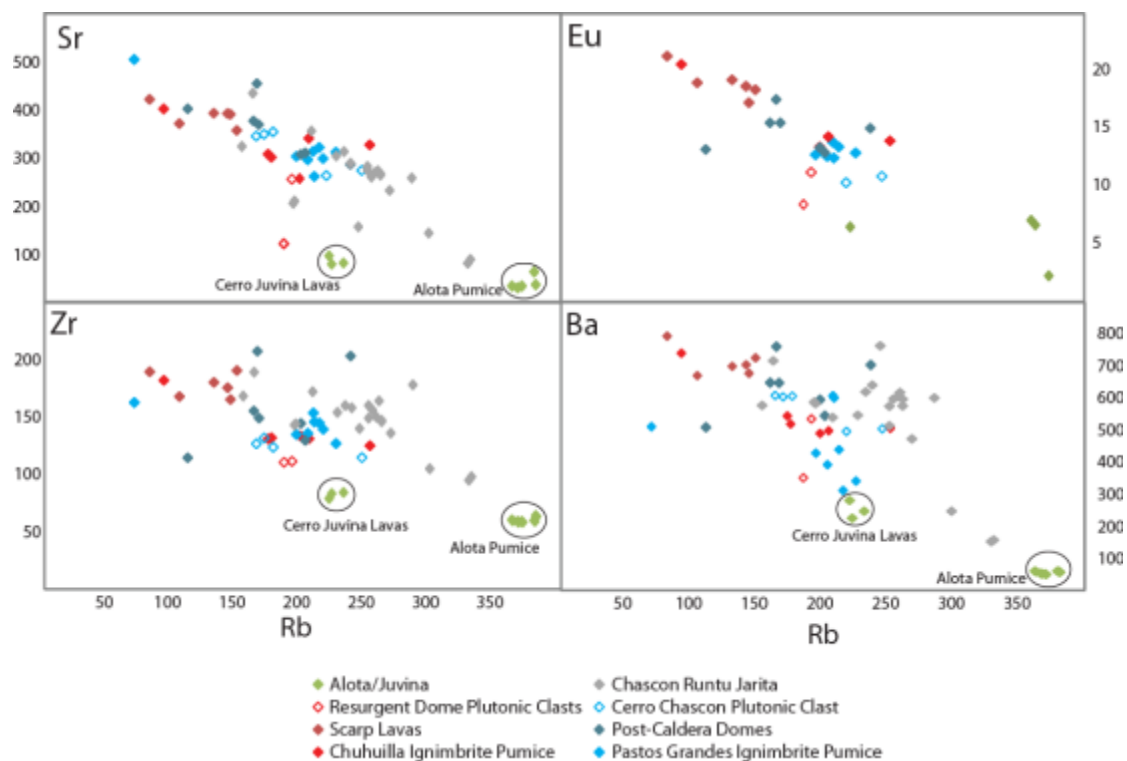 Sr
500
400
300
200
100
Cerro Juvina Lavas
Alota Pumice
Eu
20
15
10
5
Zr
200
150
100
50
Cerro Juvina Lavas
Alota Pumice
Ba
800
700
600
500
400
300
200
100
Cerro Juvina Lavas
Alota Pumice
50 100 150 200 250 300 350
Rb
50 100 150 200 250 300 350
Rb
Alota/Juvina
Resurgent Dome Plutonic Clasts
Scarp Lavas
Chuhuilla Ignimbrite Pumice
Chascon Runtu Jarita
Cerro Chascon Plutonic Clast
Post-Caldera Domes
Pastos Grandes Ignimbrite Pumice